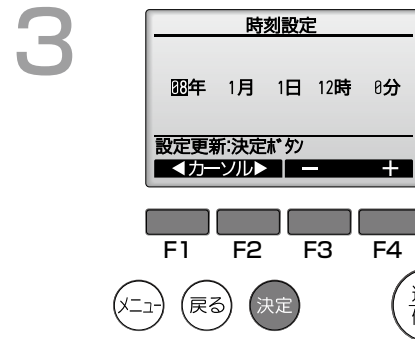 3
時刻設定
08年 1月 1日 12時 0分
設定更新:決定ﾎﾞﾀﾝ
◀カーソル▶ － ＋
F1 F2 F3 F4
メニュー 戻る 決定